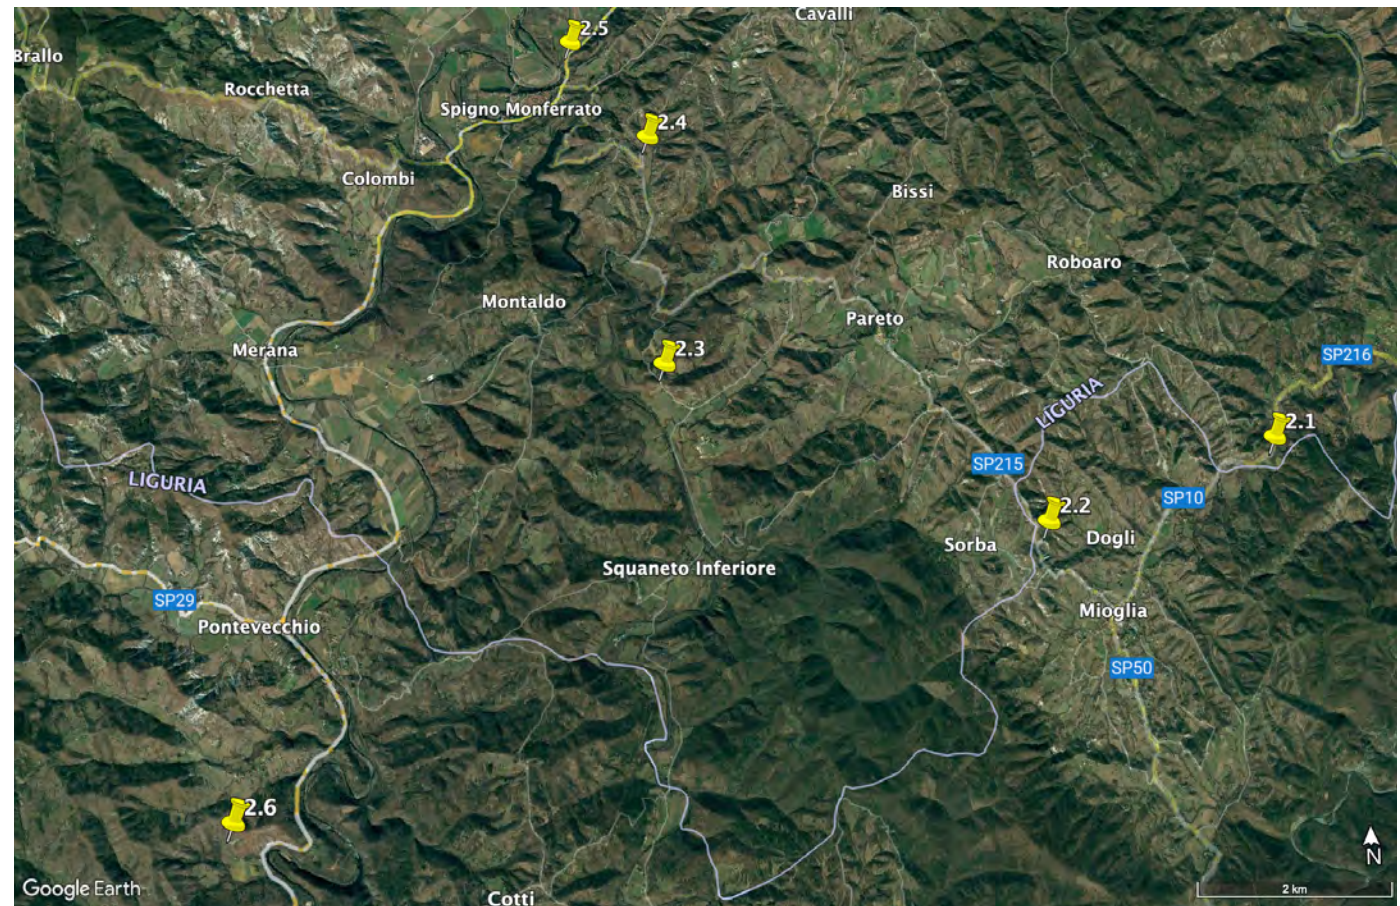 Cavalli
2.5
Brallo
Rocchetta
Spigno Monferrato
2.4
Colombi
Bissi
Roboaro
Montaldo
Pareto
Merana
2.3
SP216
LIGURIA
2.1
SP215
LIGURIA
SP10
2.2
Sorba
Dogli
Squaneto Inferiore
SP29
Pontevecchio
Mioglia
SP50
2.6
N
Google Earth
2 km
Cotti